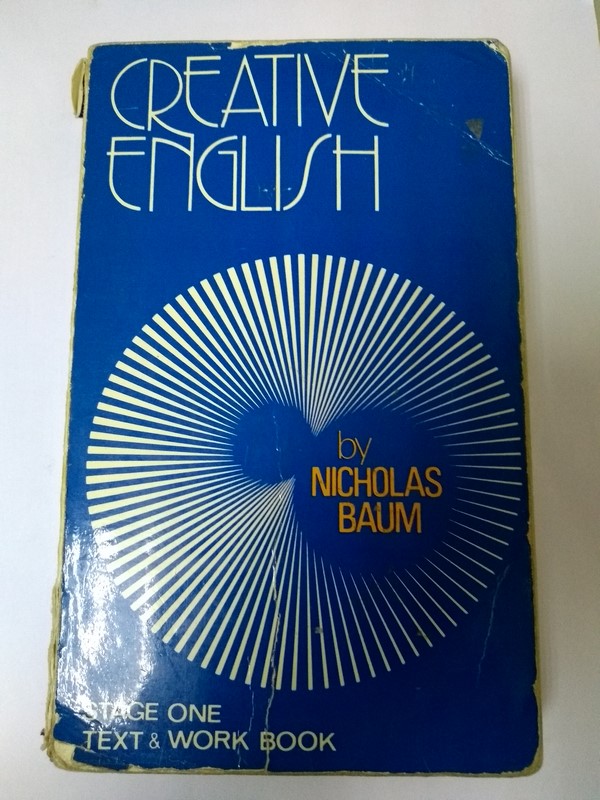 CREATIVE
ENGLISH
by
NICHOLAS
BAUM
STAGE ONE
TEXT & WORK BOOK